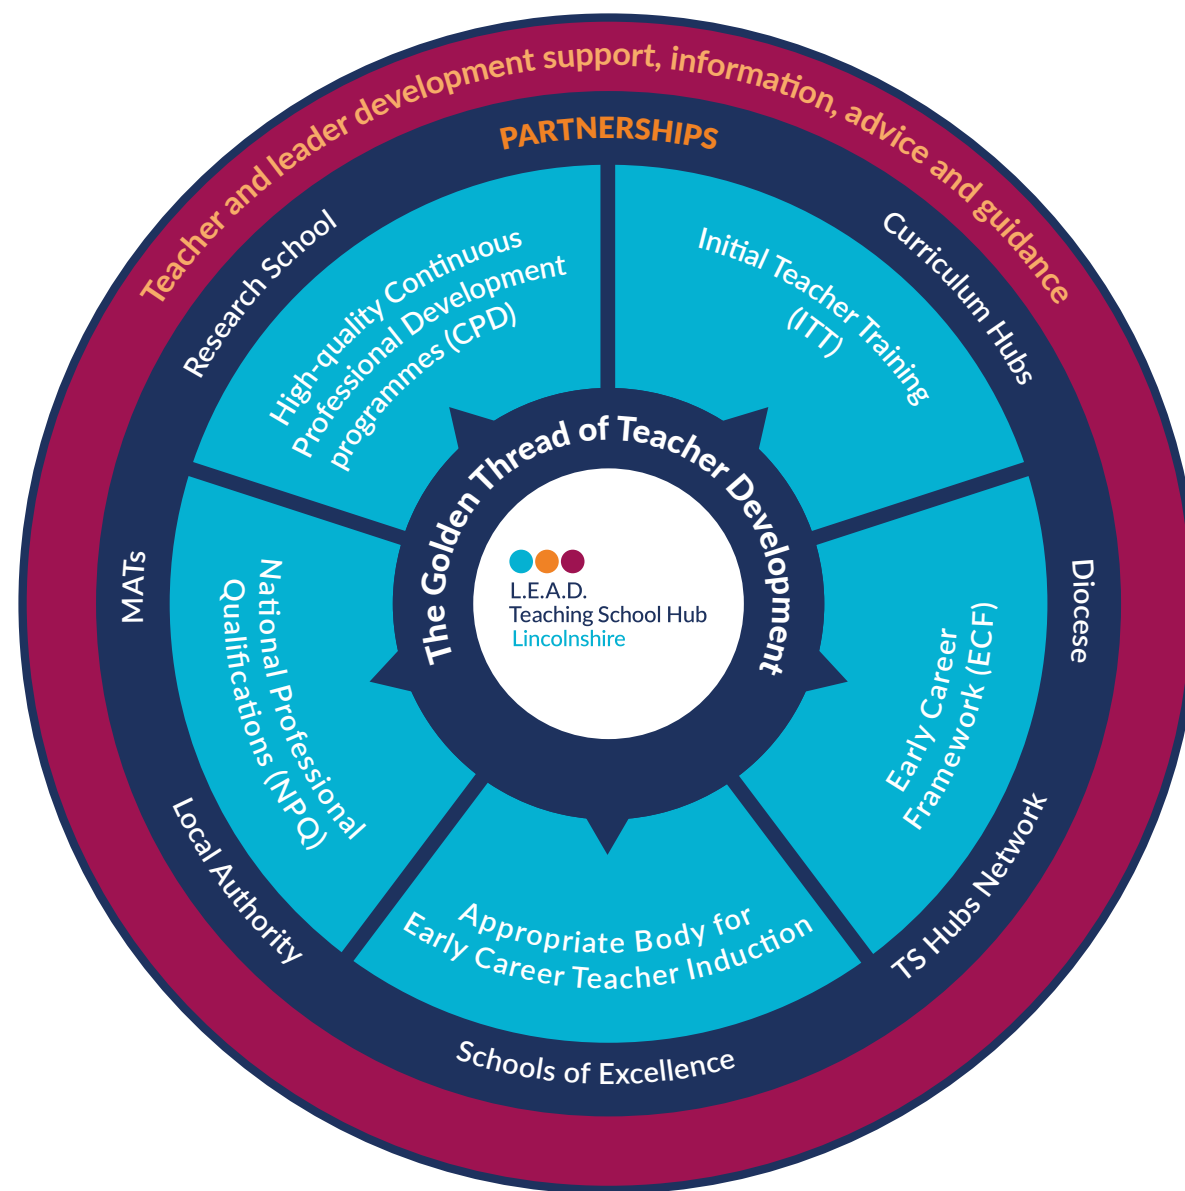 Teacher and leader development support, information, advice and guidance
PARTNERSHIPS
Research School
Curriculum Hubs
Diocese
TS Hubs Network
Schools of Excellence
Local Authority
MATs
High-quality Continuous
Professional Development
programmes (CPD)
Initial Teacher Training
(ITT)
Early Career
Framework (ECF)
Appropriate Body for
Early Career Teacher Induction
National Professional
Qualifications (NPQ)
The Golden Thread of Teacher Development
L.E.A.D.
Teaching School Hub
Lincolnshire